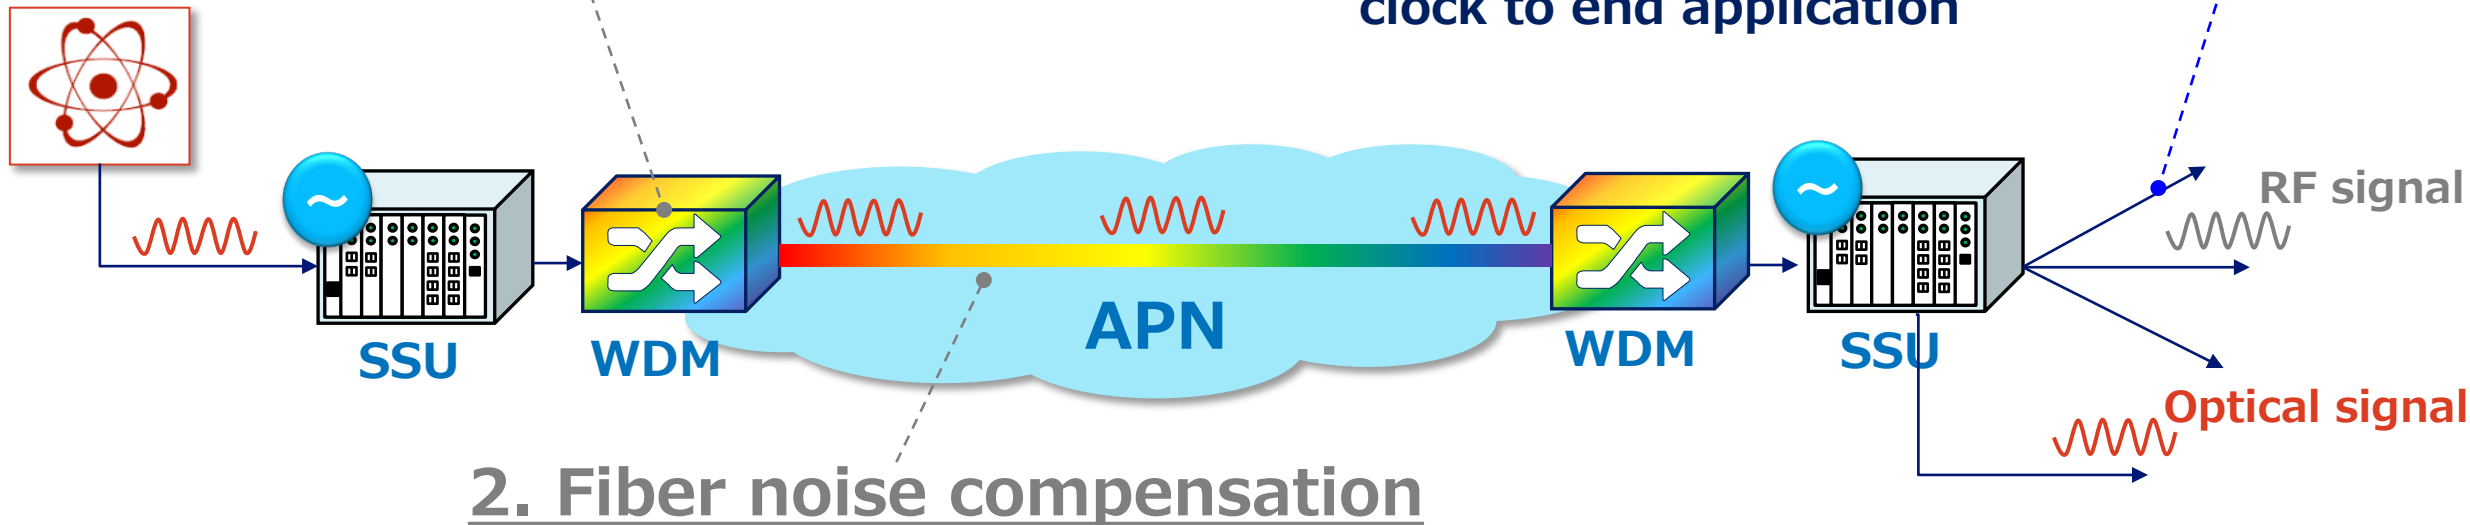 clock to end application
RF signal
APN
SSU
WDM
WDM
SSU
Optical signal
2. Fiber noise compensation